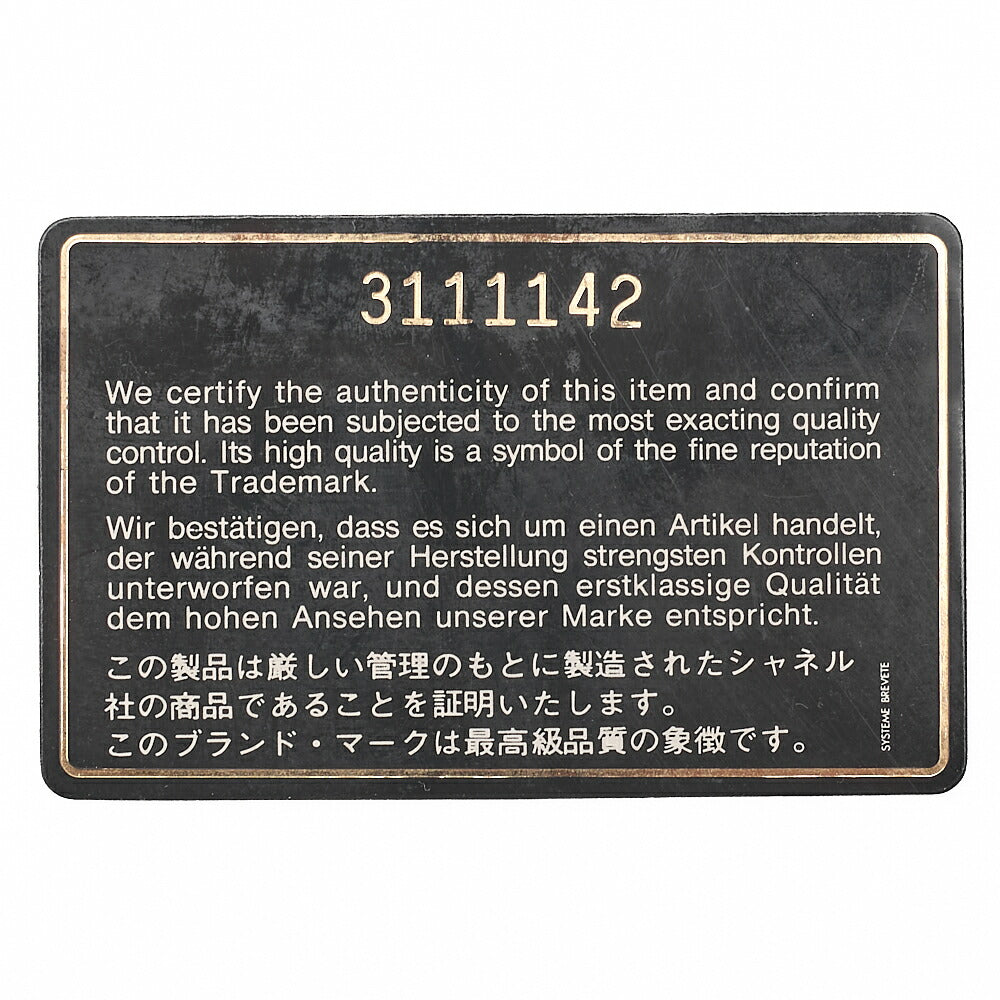 3111142
We certify the authenticity of this item and confirm
that it has been subjected to the most exacting quality
control. Its high quality is a symbol of the fine reputation
of the Trademark.
Wir bestätigen, dass es sich um einen Artikel handelt,
der während seiner Herstellung strengsten Kontrollen
unterworfen war, und dessen erstklassige Qualität
dem hohen Ansehen unserer Marke entspricht.
この製品は厳しい管理のもとに製造されたシャネル
社の商品であることを証明いたします。
このブランド・マークは最高級品質の象徴です。
SYSTEME BREVETE